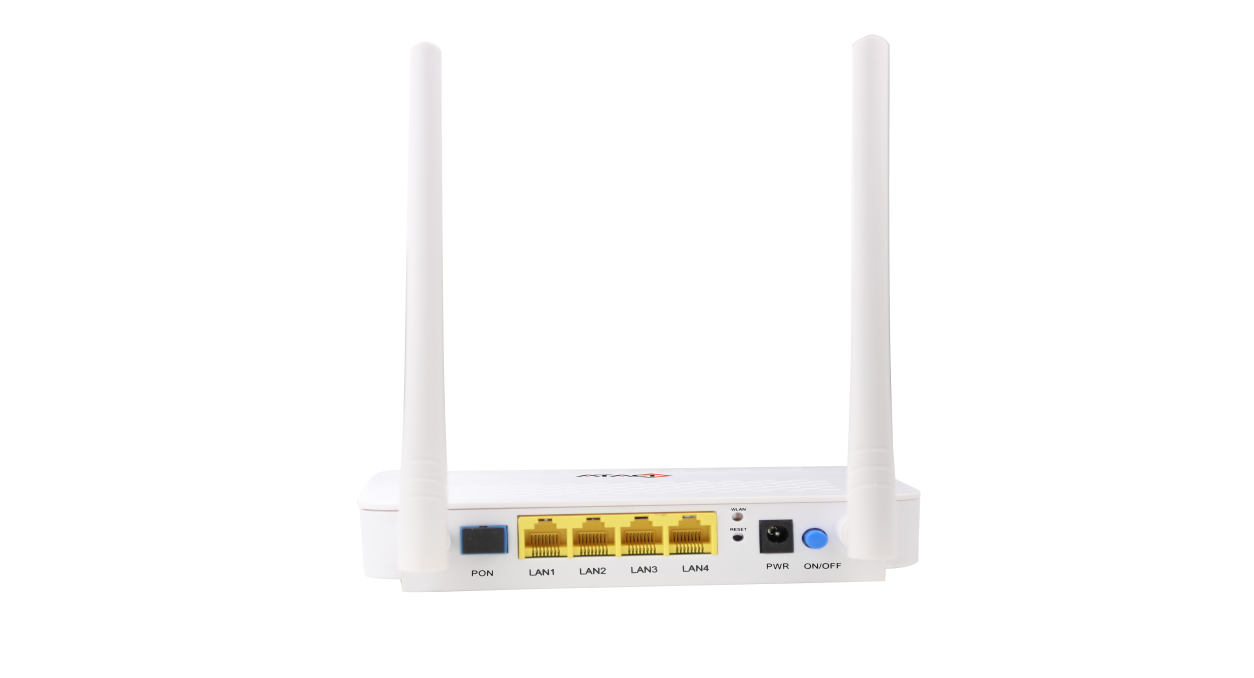 WLAN
RESET
PON
LAN1 LAN2 LAN3 LAN4
PWR ON/OFF